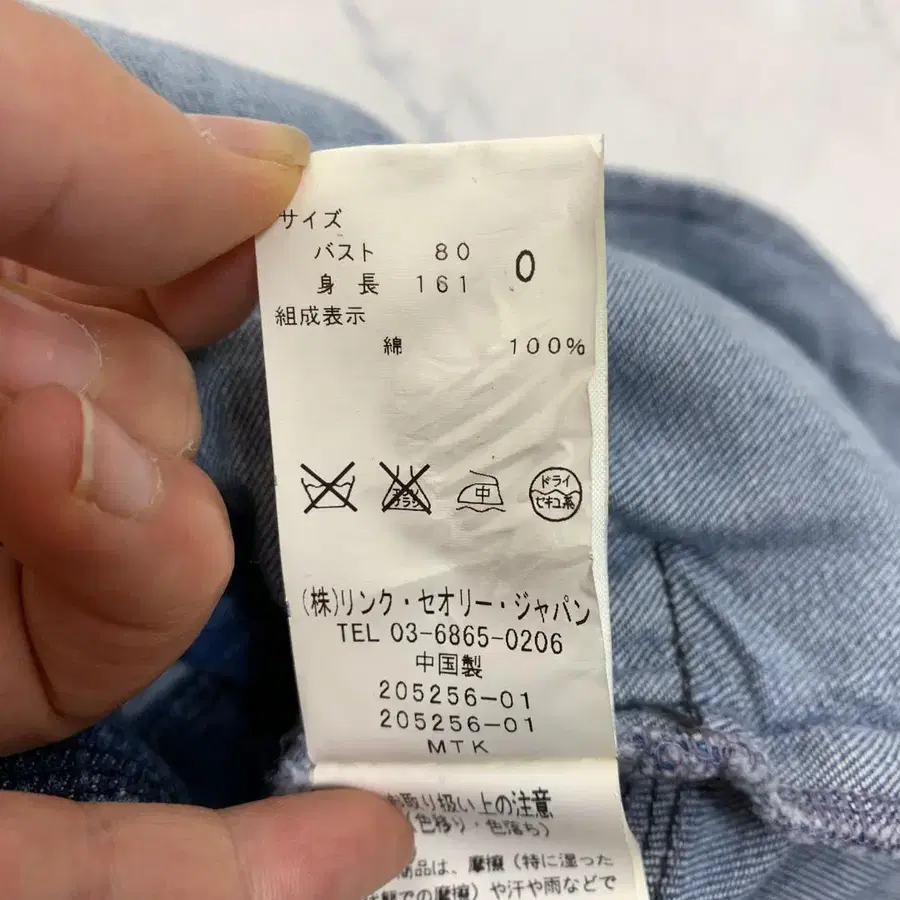 サイズ
バスト 80 0
身長 161
組成表示
綿 100%
中 ドライ セキユ系
(株)リンク・セオリー・ジャパン
TEL 03-6865-0206
中国製
205256-01
205256-01
MTK
取り扱い上の注意
(色移り・色落ち)
商品は、摩擦(特に湿った
での摩擦)や汗や雨などで